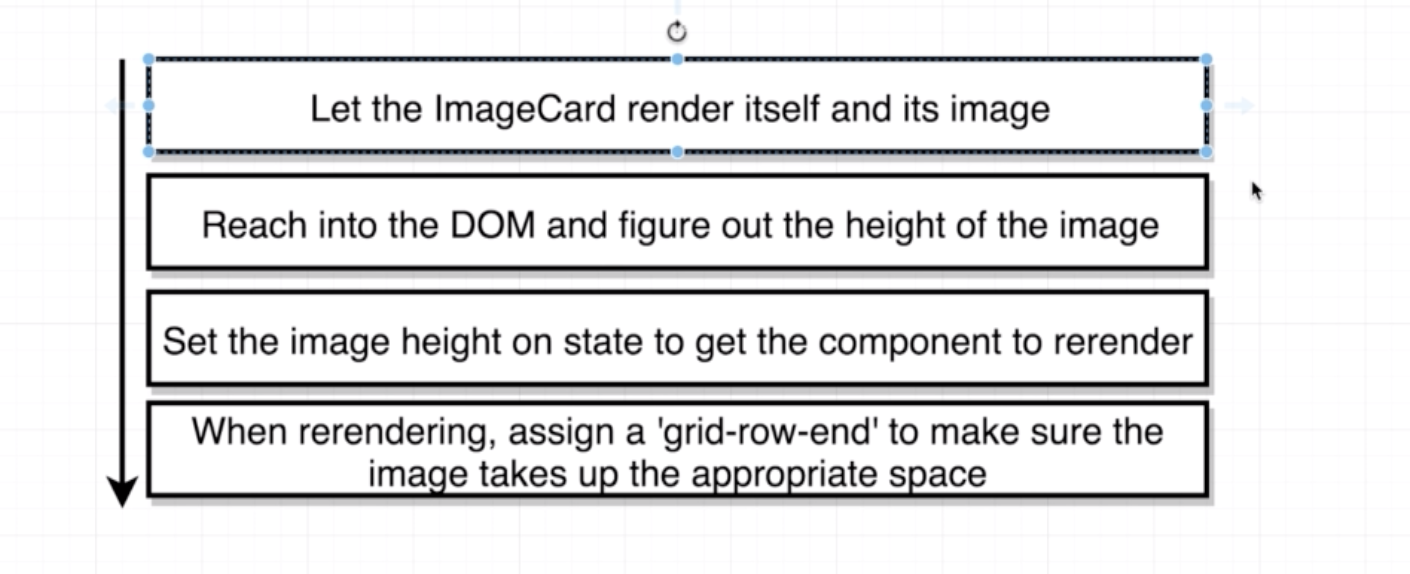 Let the ImageCard render itself and its image
Reach into the DOM and figure out the height of the image
Set the image height on state to get the component to rerender
When rerendering, assign a 'grid-row-end' to make sure the
image takes up the appropriate space